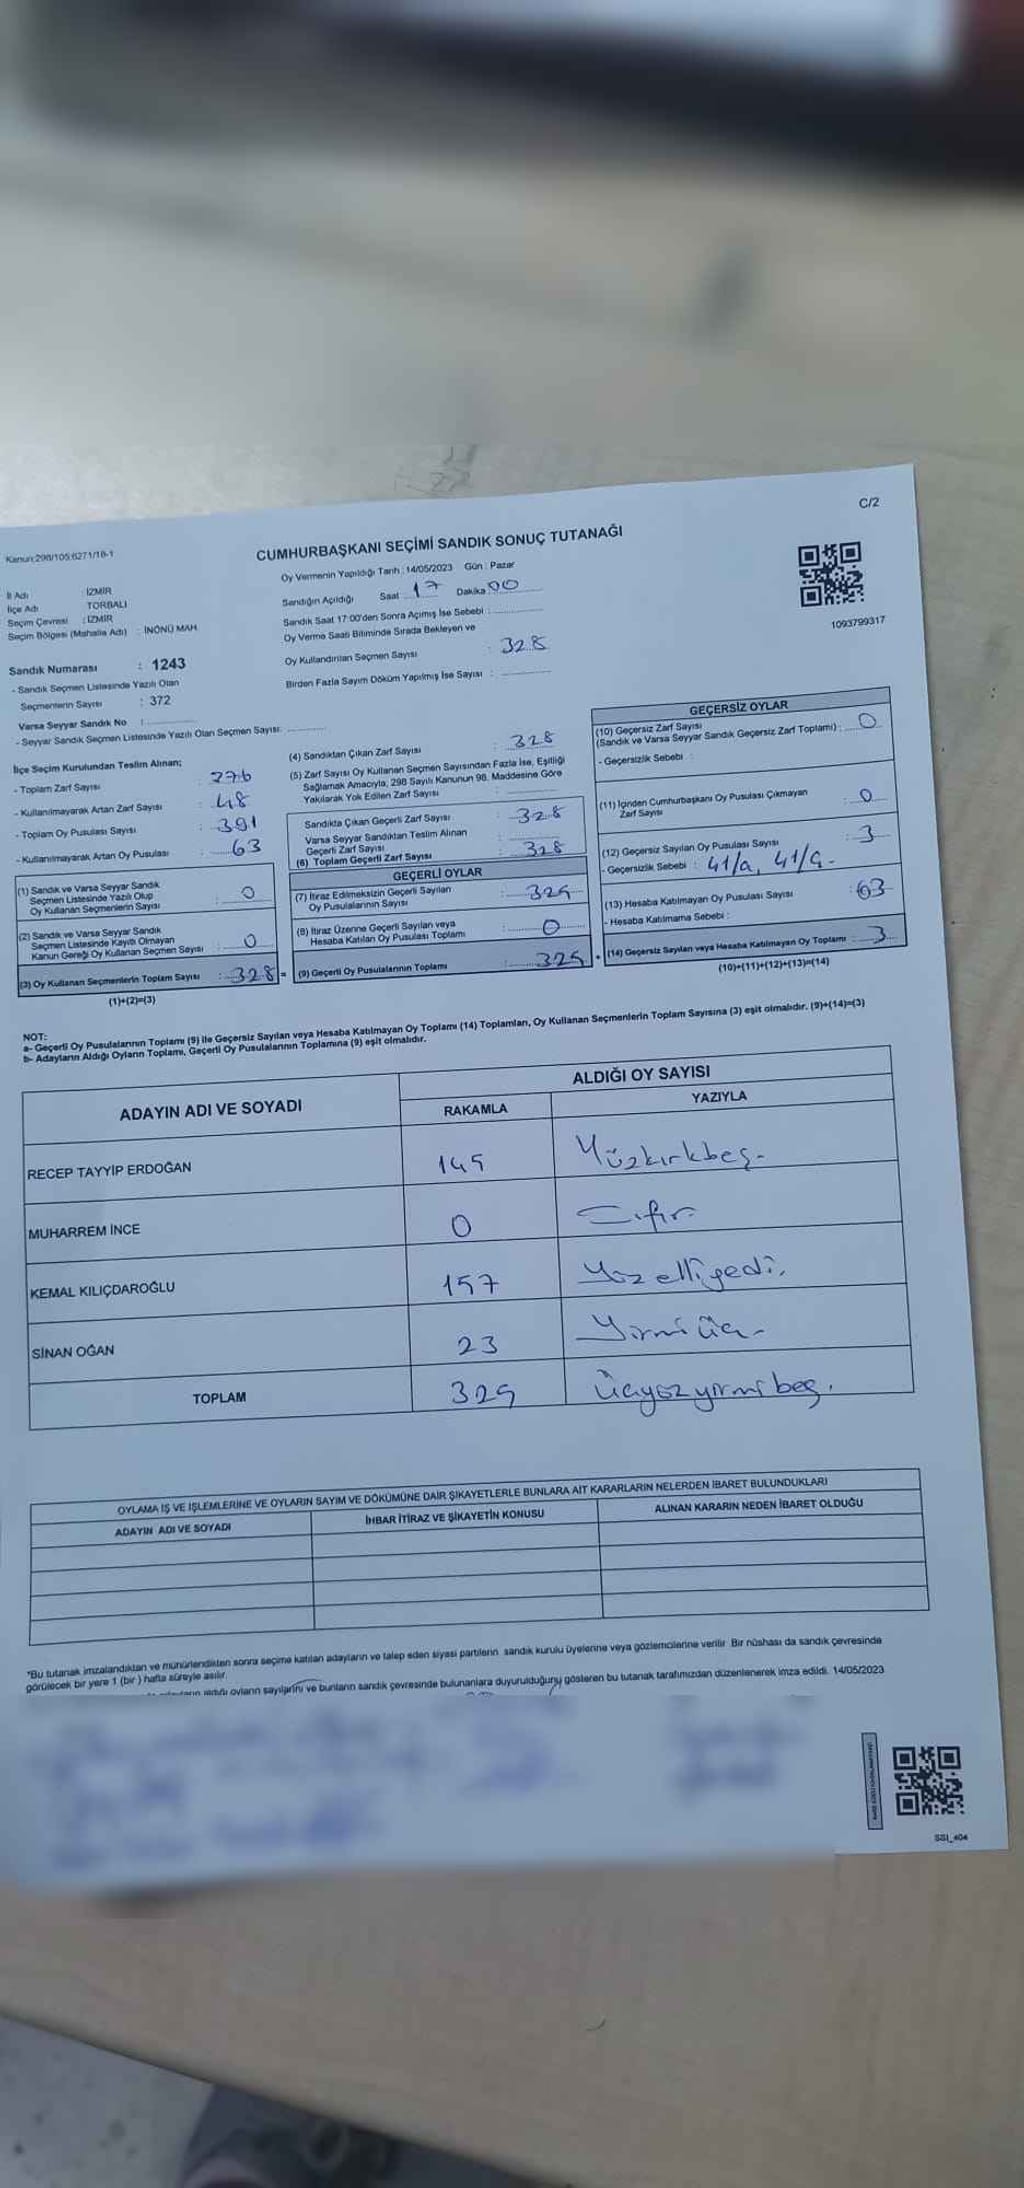 C/2
Kanun:298/105;6271/18-1
CUMHURBAŞKANI SEÇİMİ SANDIK SONUÇ TUTANAĞI
Oy Vermenin Yapıldığı Tarih : 14/05/2023 Gün : Pazar
İl Adı : İZMİR
İlçe Adı : TORBALI
Seçim Çevresi : İZMİR
Seçim Bölgesi (Mahalle Adı) : İNÖNÜ MAH
Sandığın Açıldığı Saat 17 Dakika 00
Sandık Saat 17:00'den Sonra Açımış İse Sebebi :
Oy Verme Saati Bitiminde Sırada Bekleyen ve
Oy Kullandırılan Seçmen Sayısı : 328
Birden Fazla Sayım Döküm Yapılmış İse Sayısı :
1093799317
Sandık Numarası : 1243
- Sandık Seçmen Listesinde Yazılı Olan
Seçmenlerin Sayısı : 372
Varsa Seyyar Sandık No :
- Seyyar Sandık Seçmen Listesinde Yazılı Olan Seçmen Sayısı:
İlçe Seçim Kurulundan Teslim Alınan;
- Toplam Zarf Sayısı : 376
- Kullanılmayarak Artan Zarf Sayısı : 48
- Toplam Oy Pusulası Sayısı : 391
- Kullanılmayarak Artan Oy Pusulası : 63
(1) Sandık ve Varsa Seyyar Sandık
Seçmen Listesinde Yazılı Olup
Oy Kullanan Seçmenlerin Sayısı : 0
(2) Sandık ve Varsa Seyyar Sandık
Seçmen Listesinde Kayıtlı Olmayan
Kanun Gereği Oy Kullanan Seçmen Sayısı : 0
(3) Oy Kullanan Seçmenlerin Toplam Sayısı : 328 =
(1)+(2)=(3)
(4) Sandıktan Çıkan Zarf Sayısı : 328
(5) Zarf Sayısı Oy Kullanan Seçmen Sayısından Fazla İse, Eşitliği
Sağlamak Amacıyla, 298 Sayılı Kanunun 98. Maddesine Göre
Yakılarak Yok Edilen Zarf Sayısı :
Sandıkta Çıkan Geçerli Zarf Sayısı : 328
Varsa Seyyar Sandıktan Teslim Alınan
Geçerli Zarf Sayısı :
(6) Toplam Geçerli Zarf Sayısı : 328
GEÇERLİ OYLAR
(7) İtiraz Edilmeksizin Geçerli Sayılan
Oy Pusulalarının Sayısı : 325
(8) İtiraz Üzerine Geçerli Sayılan veya
Hesaba Katılan Oy Pusulası Toplamı : 0
(9) Geçerli Oy Pusulalarının Toplamı : 325 +
GEÇERSİZ OYLAR
(10) Geçersiz Zarf Sayısı
(Sandık ve Varsa Seyyar Sandık Geçersiz Zarf Toplamı) : 0
- Geçersizlik Sebebi :
(11) İçinden Cumhurbaşkanı Oy Pusulası Çıkmayan
Zarf Sayısı : 0
(12) Geçersiz Sayılan Oy Pusulası Sayısı : 3
- Geçersizlik Sebebi : 41/a, 41/ç -
(13) Hesaba Katılmayan Oy Pusulası Sayısı : 63
- Hesaba Katılmama Sebebi :
(14) Geçersiz Sayılan veya Hesaba Katılmayan Oy Toplamı : 3
(10)+(11)+(12)+(13)=(14)
NOT:
a- Geçerli Oy Pusulalarının Toplamı (9) ile Geçersiz Sayılan veya Hesaba Katılmayan Oy Toplamı (14) Toplamları, Oy Kullanan Seçmenlerin Toplam Sayısına (3) eşit olmalıdır. (9)+(14)=(3)
b- Adayların Aldığı Oyların Toplamı, Geçerli Oy Pusulalarının Toplamına (9) eşit olmalıdır.
ADAYIN ADI VE SOYADI ALDIĞI OY SAYISI
RAKAMLA YAZIYLA
RECEP TAYYİP ERDOĞAN 145 Yüzkırkbeş-
MUHARREM İNCE 0 Sıfır
KEMAL KILIÇDAROĞLU 157 Yüz elliyedi.
SİNAN OĞAN 23 Yirmi üç-
TOPLAM 325 Üçyüz yirmi beş.
OYLAMA İŞ VE İŞLEMLERİNE VE OYLARIN SAYIM VE DÖKÜMÜNE DAİR ŞİKAYETLERLE BUNLARA AİT KARARLARIN NELERDEN İBARET BULUNDUKLARI
ADAYIN ADI VE SOYADI İHBAR İTİRAZ VE ŞİKAYETİN KONUSU ALINAN KARARIN NEDEN İBARET OLDUĞU
*Bu tutanak imzalandıktan ve mühürlendikten sonra seçime katılan adayların ve talep eden siyasi partilerin sandık kurulu üyelerine veya gözlemcilerine verilir. Bir nüshası da sandık çevresinde
görülecek bir yere 1 (bir ) hafta süreyle asılır.
aldığı oyların sayılarını ve bunların sandık çevresinde bulunanlara duyurulduğunu gösteren bu tutanak tarafımızdan düzenlenerek imza edildi. 14/05/2023
SSI_404